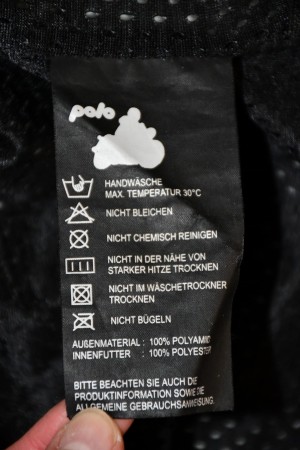 polo
HANDWÄSCHE
MAX. TEMPERATUR 30°C
NICHT BLEICHEN
NICHT CHEMISCH REINIGEN
NICHT IN DER NÄHE VON
STARKER HITZE TROCKNEN
NICHT IM WÄSCHETROCKNER
TROCKNEN
NICHT BÜGELN
AUßENMATERIAL : 100% POLYAMID
INNENFUTTER : 100% POLYESTER
BITTE BEACHTEN SIE AUCH DIE
PRODUKTINFORMATION SOWIE DIE
ALLGEMEINE GEBRAUCHSANWEISUNG.